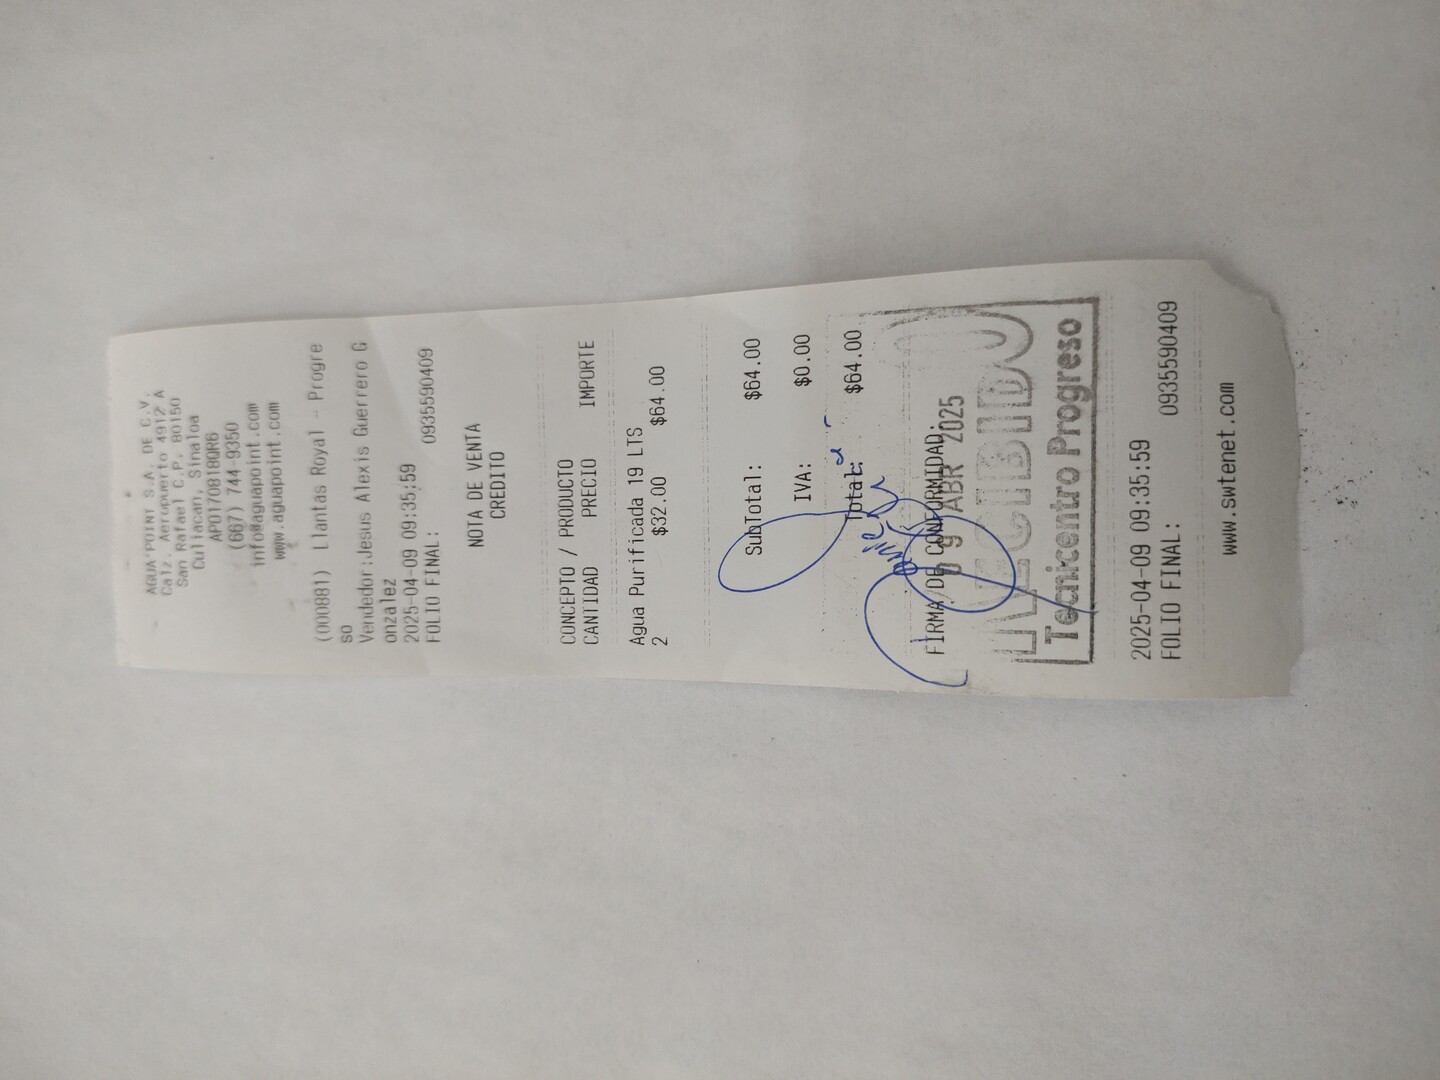 AGUA POINT S.A. DE C.V.
Calz. Aeropuerto 4912 A
San Rafael C.P. 80150
Culiacan, Sinaloa
APO170818QR6
(667) 744-9350
info@aguapoint.com
www.aguapoint.com
(000881) Llantas Royal - Progre
so
Vendedor:Jesus Alexis Guerrero G
onzalez
2025-04-09 09:35:59
FOLIO FINAL: 0935590409
NOTA DE VENTA
CREDITO
CONCEPTO / PRODUCTO
CANTIDAD PRECIO IMPORTE
Agua Purificada 19 LTS
2 $32.00 $64.00
SubTotal: $64.00
IVA: $0.00
Total: $64.00
FIRMA DE CONFORMIDAD:
09 ABR 2025
RECIBIDO
Tecnicentro Progreso
2025-04-09 09:35:59
FOLIO FINAL: 0935590409
www.swtenet.com